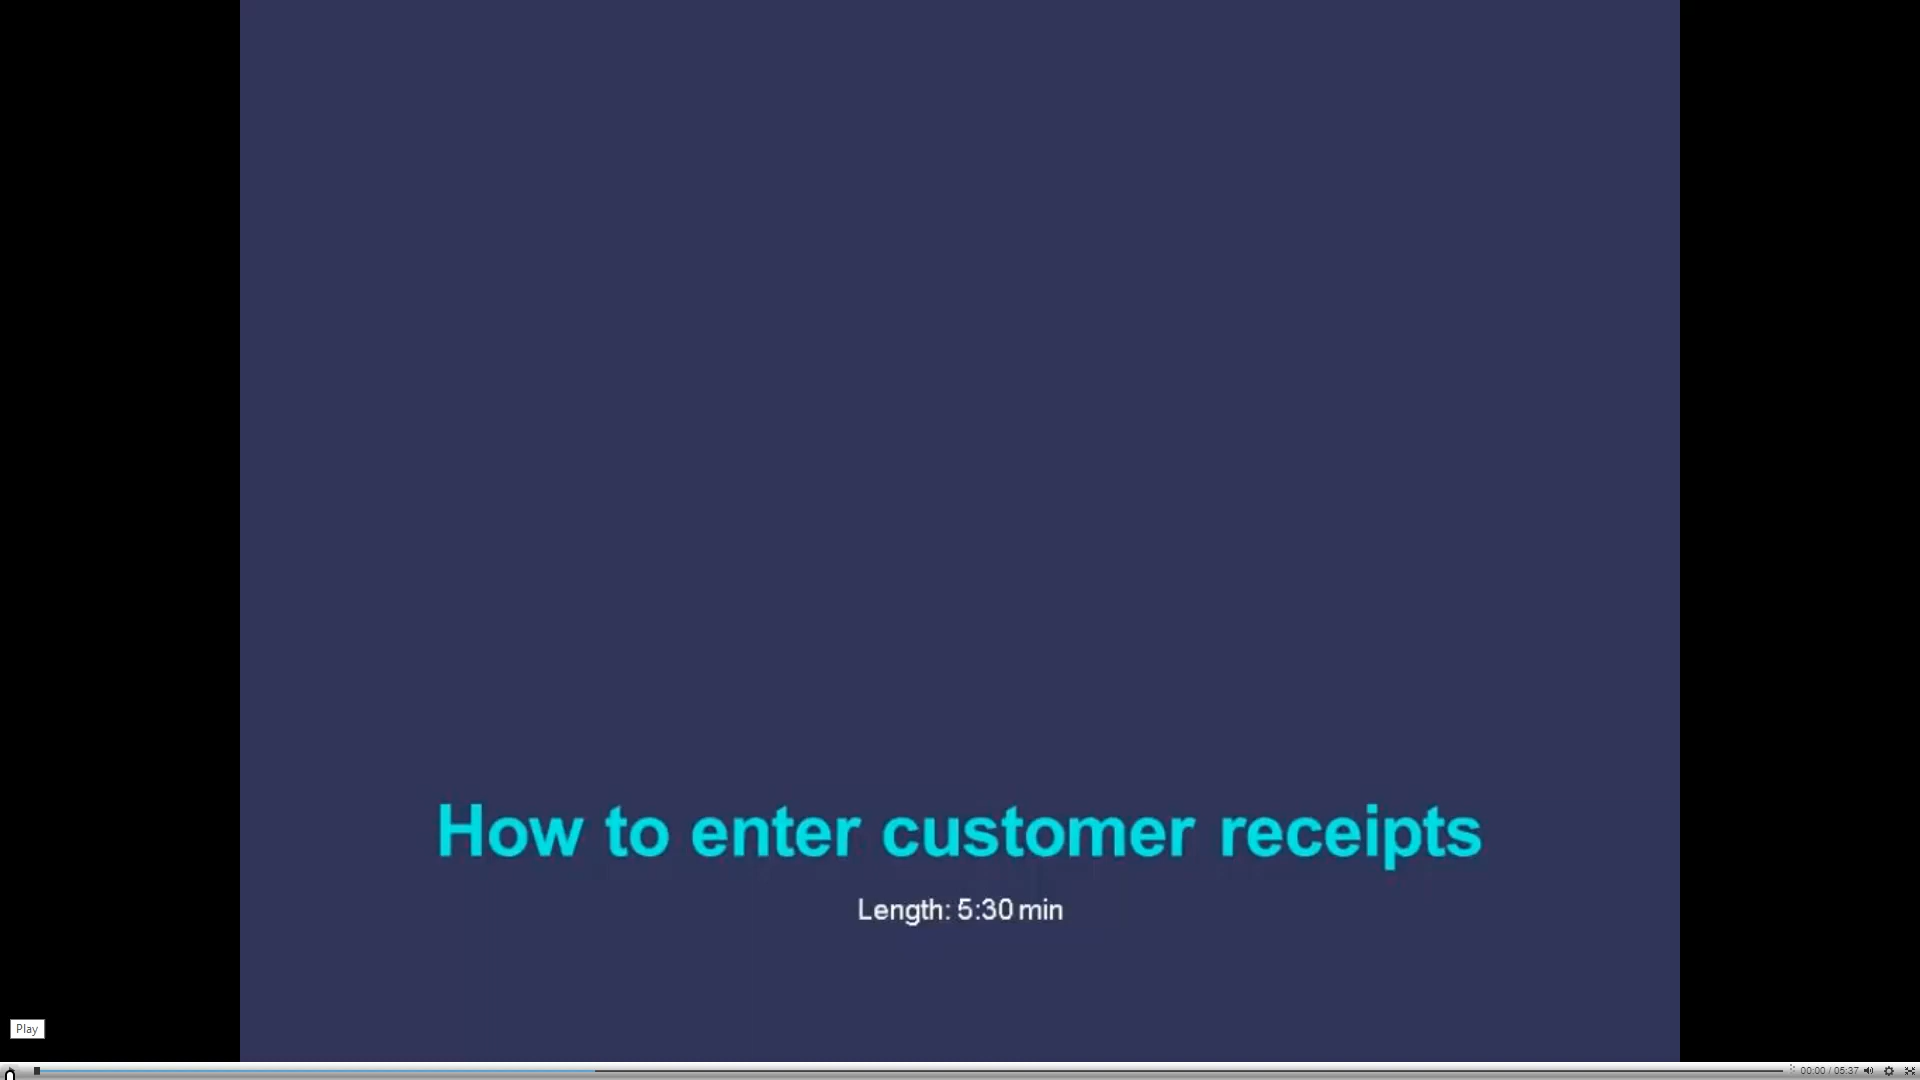 How to enter customer receipts
Length: 5:30 min
Play
00:00 / 05:37